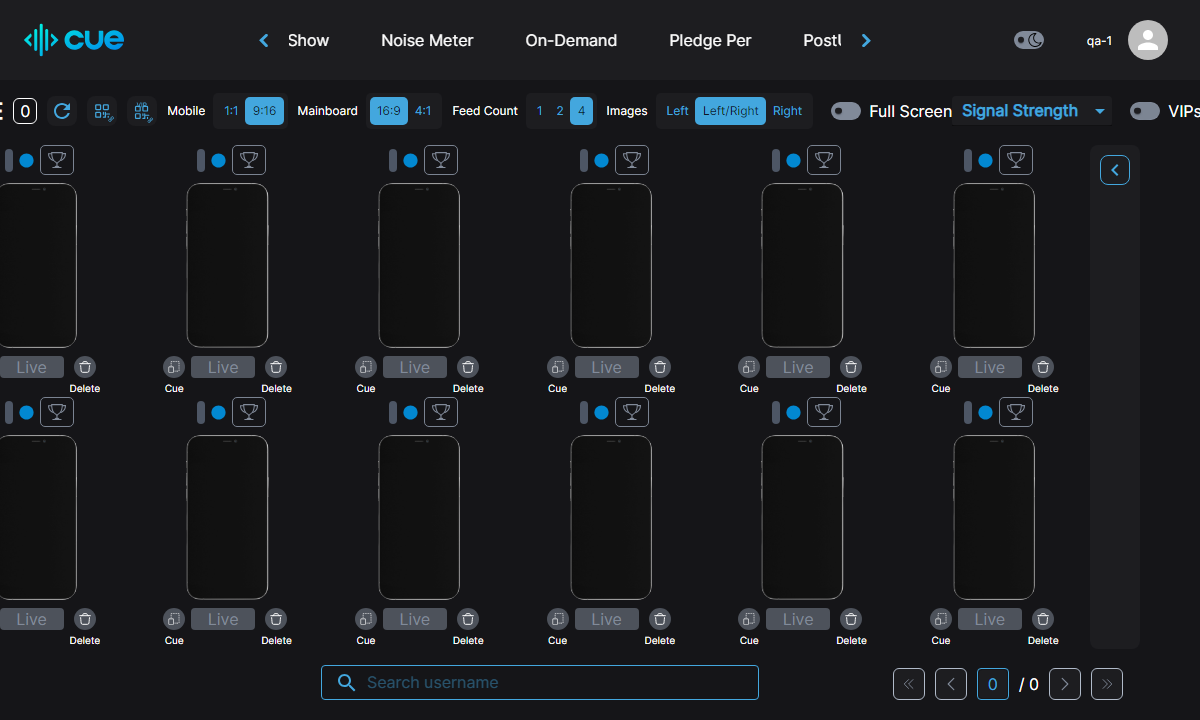 cue
Show Noise Meter On-Demand Pledge Per qa-1
0 Mobile 1:1 9:16 Mainboard 16:9 4:1 Feed Count 1 2 4 Images Left Left/Right Right Full Screen Signal Strength VIPs
Live Live Live Live Live Live
Delete Cue Delete Cue Delete Cue Delete Cue Delete Cue Delete
Live Live Live Live Live Live
Delete Cue Delete Cue Delete Cue Delete Cue Delete Cue Delete
Search username 0 / 0